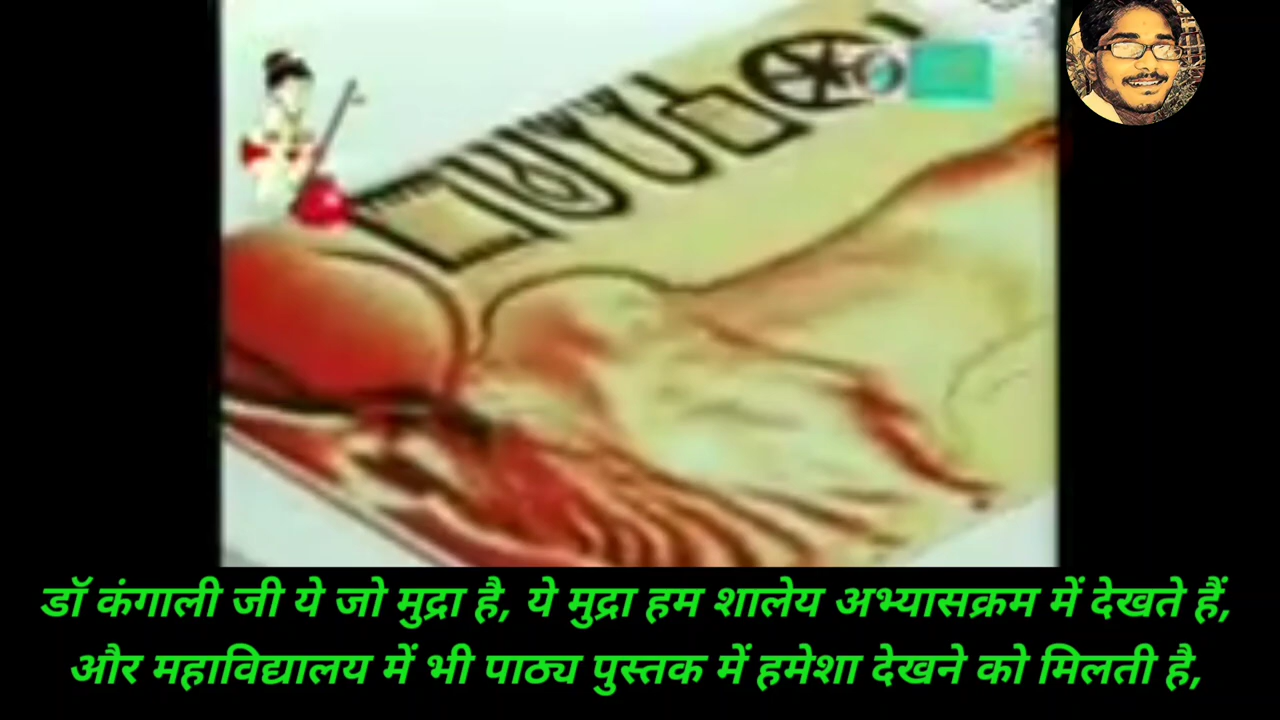 डॉ कंगाली जी ये जो मुद्रा है, ये मुद्रा हम शालेय अभ्यासक्रम में देखते हैं,
और महाविद्यालय में भी पाठ्य पुस्तक में हमेशा देखने को मिलती है,